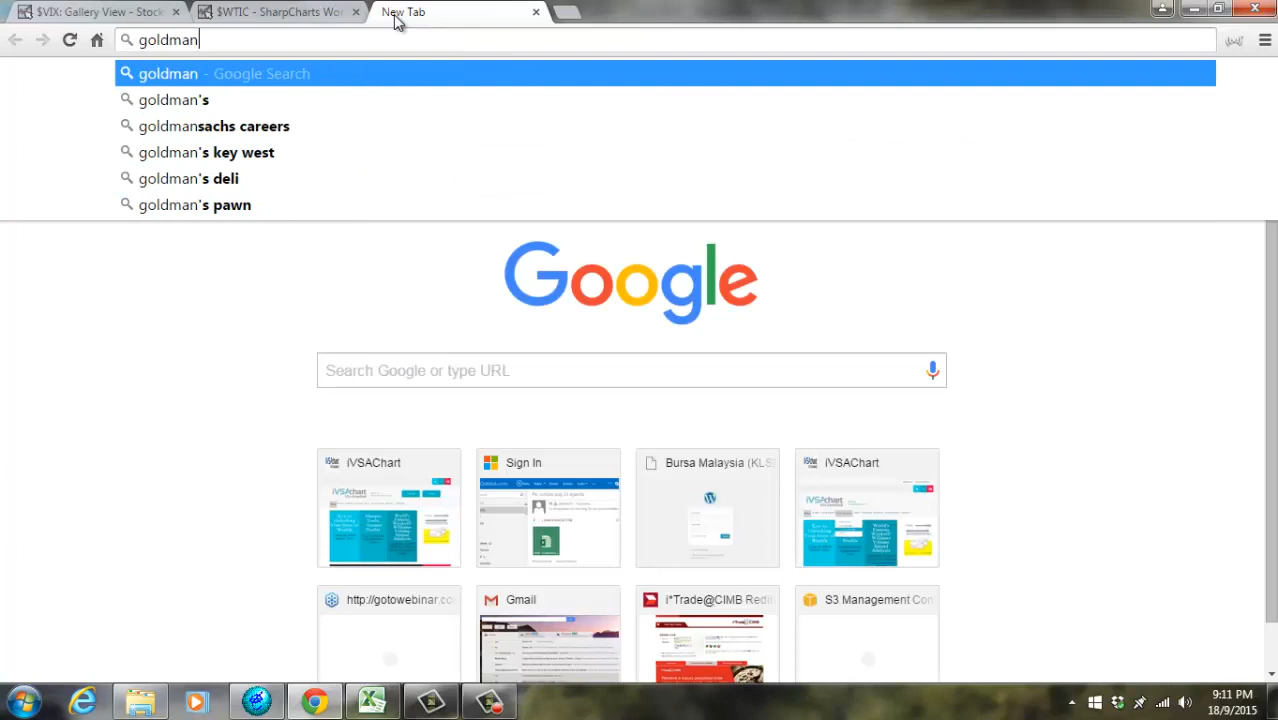 $VIX: Gallery View - Stock
$WTIC - SharpCharts Wor
New Tab
goldman
goldman - Google Search
goldman's
goldmansachs careers
goldman's key west
goldman's deli
goldman's pawn
Google
Search Google or type URL
iVSAChart
Sign In
Bursa Malaysia (KLS
iVSAChart
http://gotowebinar.co
Gmail
i*Trade@CIMB Redi
S3 Management Con
9:11 PM
18/9/2015